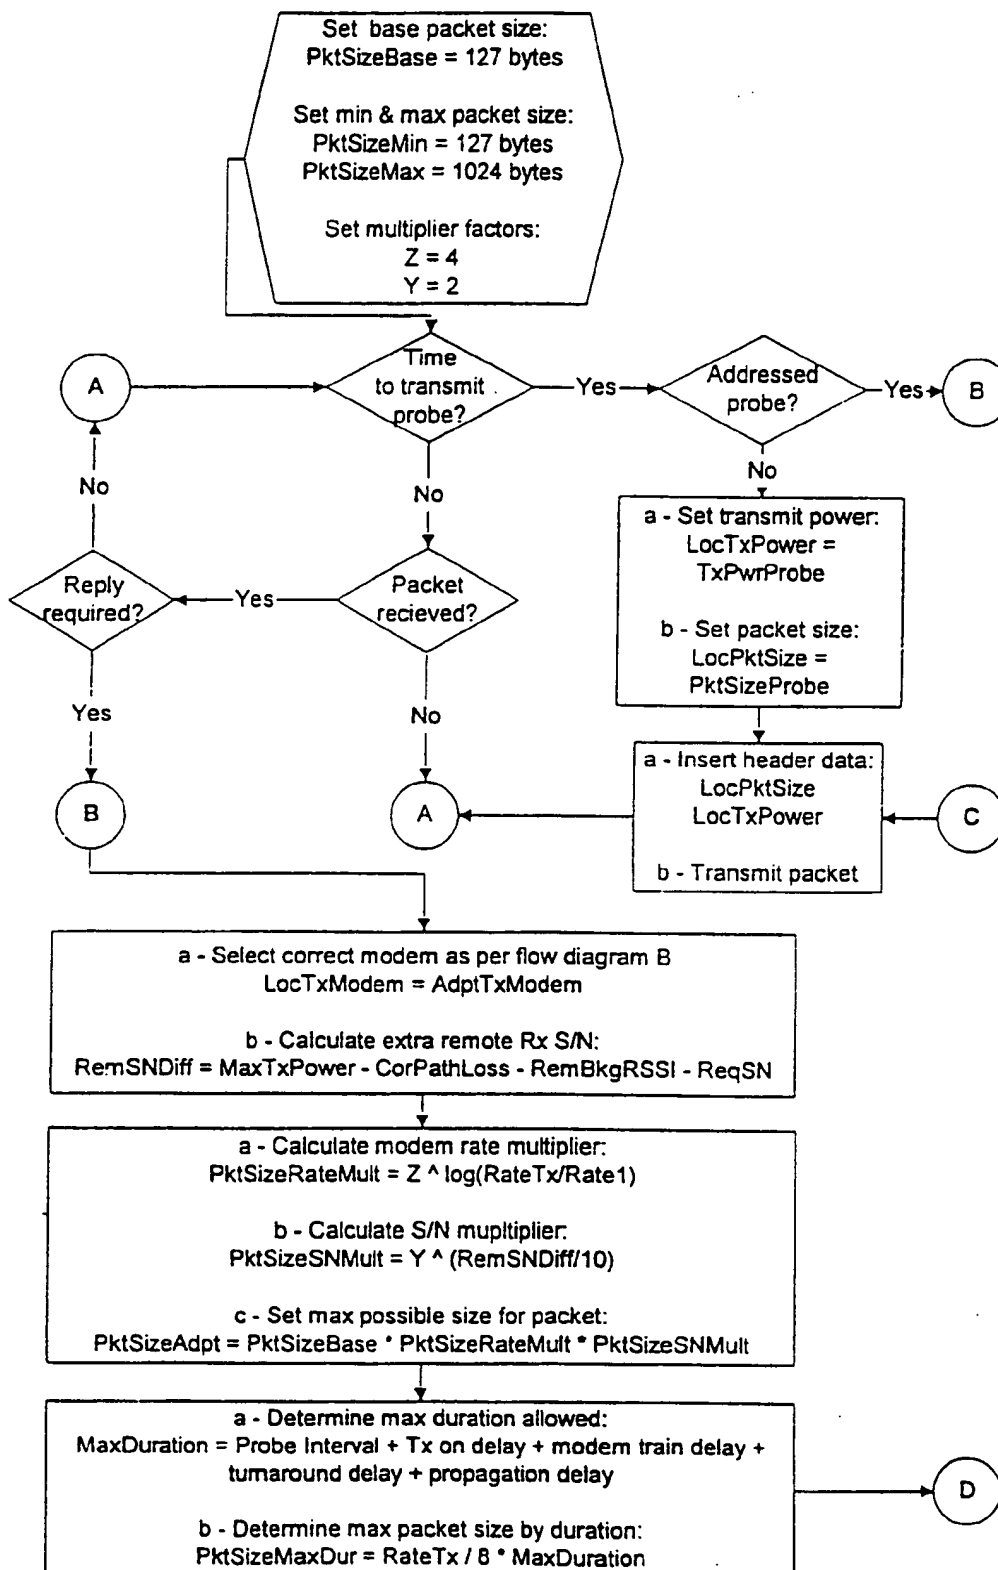 Set base packet size:
PktSizeBase = 127 bytes
Set min & max packet size:
PktSizeMin = 127 bytes
PktSizeMax = 1024 bytes
Set multiplier factors:
Z = 4
Y = 2
A
Time
to transmit
probe?
Yes
Addressed
probe?
Yes
B
No
No
No
a - Set transmit power:
LocTxPower =
TxPwrProbe
b - Set packet size:
LocPktSize =
PktSizeProbe
Reply
required?
Yes
Packet
recieved?
Yes
No
B
A
a - Insert header data:
LocPktSize
LocTxPower
b - Transmit packet
C
a - Select correct modem as per flow diagram B
LocTxModem = AdptTxModem
b - Calculate extra remote Rx S/N:
RemSNDiff = MaxTxPower - CorPathLoss - RemBkgRSSI - ReqSN
a - Calculate modem rate multiplier:
PktSizeRateMult = Z ^ log(RateTx/Rate1)
b - Calculate S/N mupltiplier:
PktSizeSNMult = Y ^ (RemSNDiff/10)
c - Set max possible size for packet:
PktSizeAdpt = PktSizeBase * PktSizeRateMult * PktSizeSNMult
a - Determine max duration allowed:
MaxDuration = Probe Interval + Tx on delay + modem train delay +
turnaround delay + propagation delay
b - Determine max packet size by duration:
PktSizeMaxDur = RateTx / 8 * MaxDuration
D